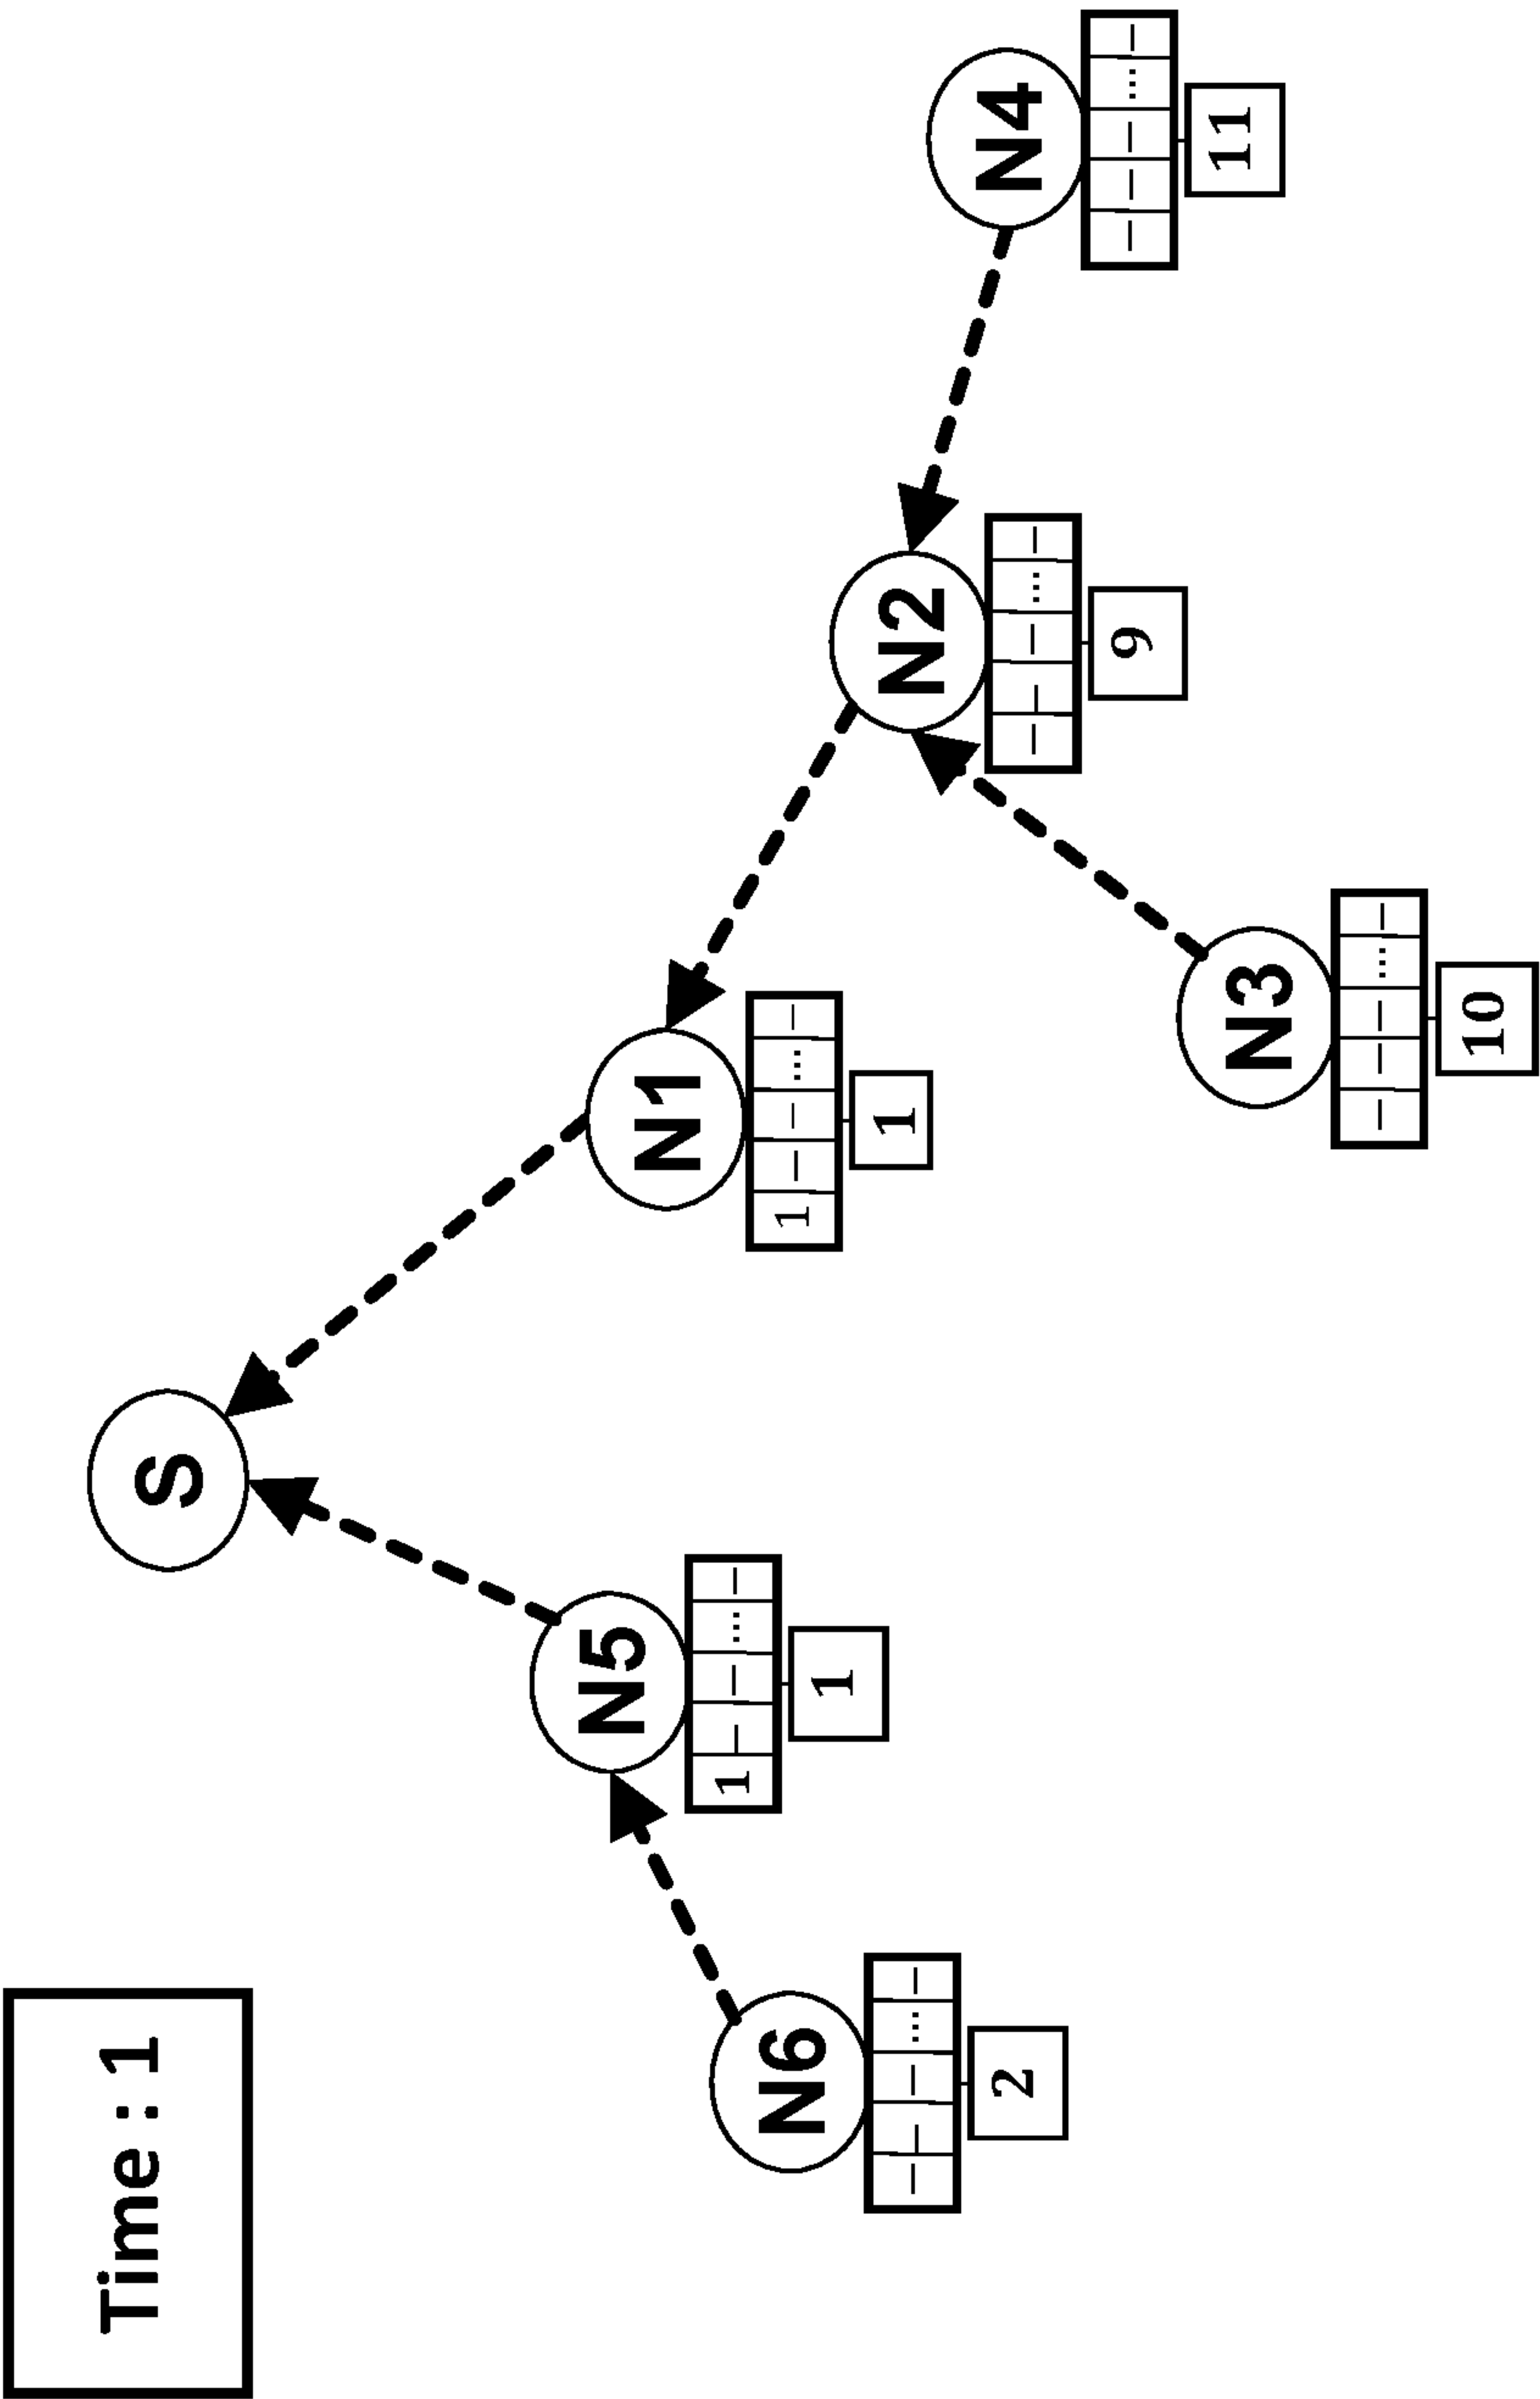 Time : 1
S
N5
1 – – ... –
1
N1
1 – – ... –
1
N6
– – – ... –
2
N2
– – – ... –
9
N4
– – – ... –
11
N3
– – – ... –
10